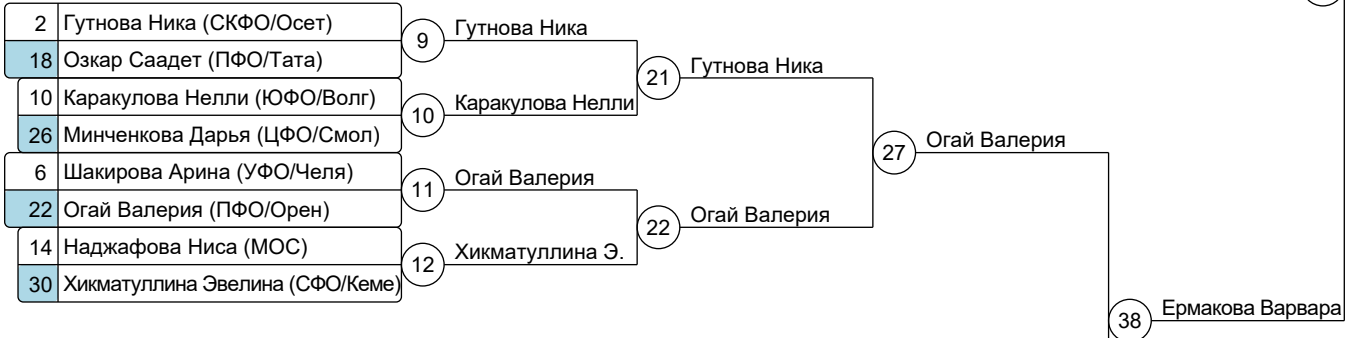 2 Гутнова Ника (СКФО/Осет)
18 Озкар Саадет (ПФО/Тата)
10 Каракулова Нелли (ЮФО/Волг)
26 Минченкова Дарья (ЦФО/Смол)
6 Шакирова Арина (УФО/Челя)
22 Огай Валерия (ПФО/Орен)
14 Наджафова Ниса (МОС)
30 Хикматуллина Эвелина (СФО/Кеме)
9 Гутнова Ника
10 Каракулова Нелли
11 Огай Валерия
12 Хикматуллина Э.
21 Гутнова Ника
22 Огай Валерия
27 Огай Валерия
38 Ермакова Варвара